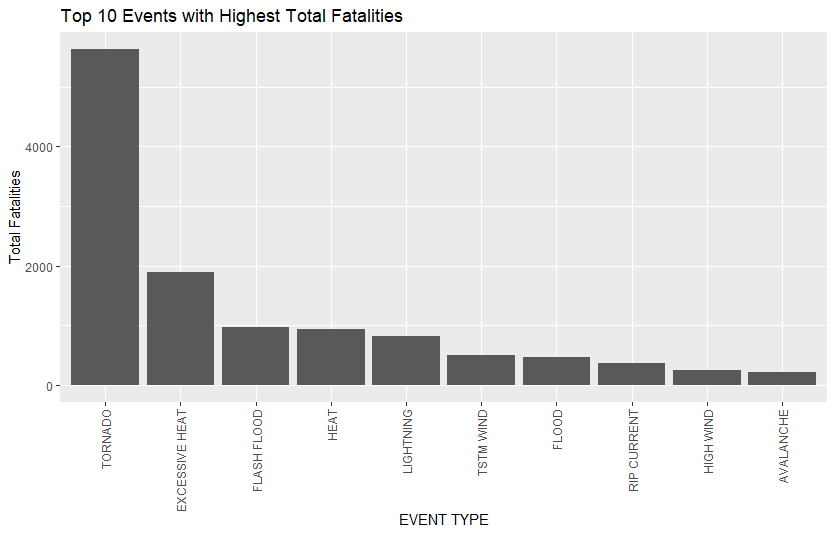 Top 10 Events with Highest Total Fatalities
Total Fatalities
4000
2000
0
TORNADO
EXCESSIVE HEAT
FLASH FLOOD
HEAT
LIGHTNING
TSTM WIND
FLOOD
RIP CURRENT
HIGH WIND
AVALANCHE
EVENT TYPE